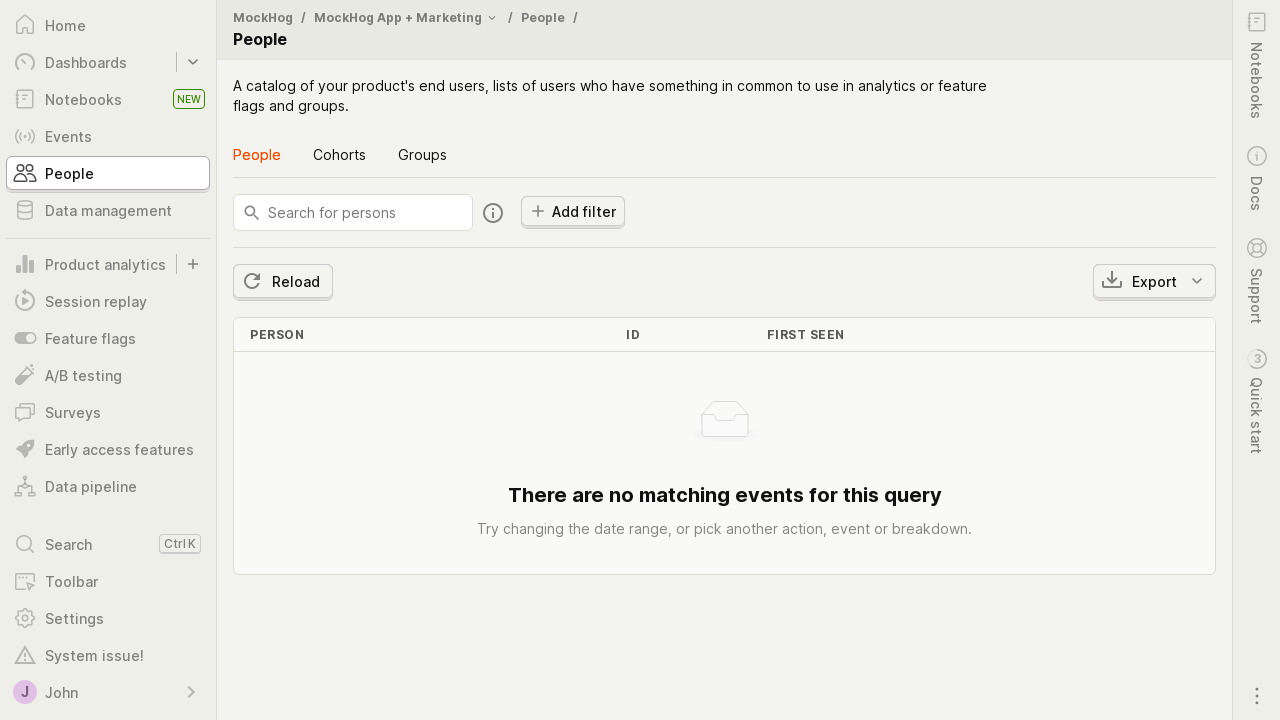 Home
Dashboards
Notebooks NEW
Events
People
Data management
Product analytics
Session replay
Feature flags
A/B testing
Surveys
Early access features
Data pipeline
Search Ctrl K
Toolbar
Settings
System issue!
J John
MockHog / MockHog App + Marketing / People /
People
A catalog of your product's end users, lists of users who have something in common to use in analytics or feature
flags and groups.
People Cohorts Groups
Search for persons Add filter
Reload Export
PERSON ID FIRST SEEN
There are no matching events for this query
Try changing the date range, or pick another action, event or breakdown.
Notebooks
Docs
Support
3 Quick start